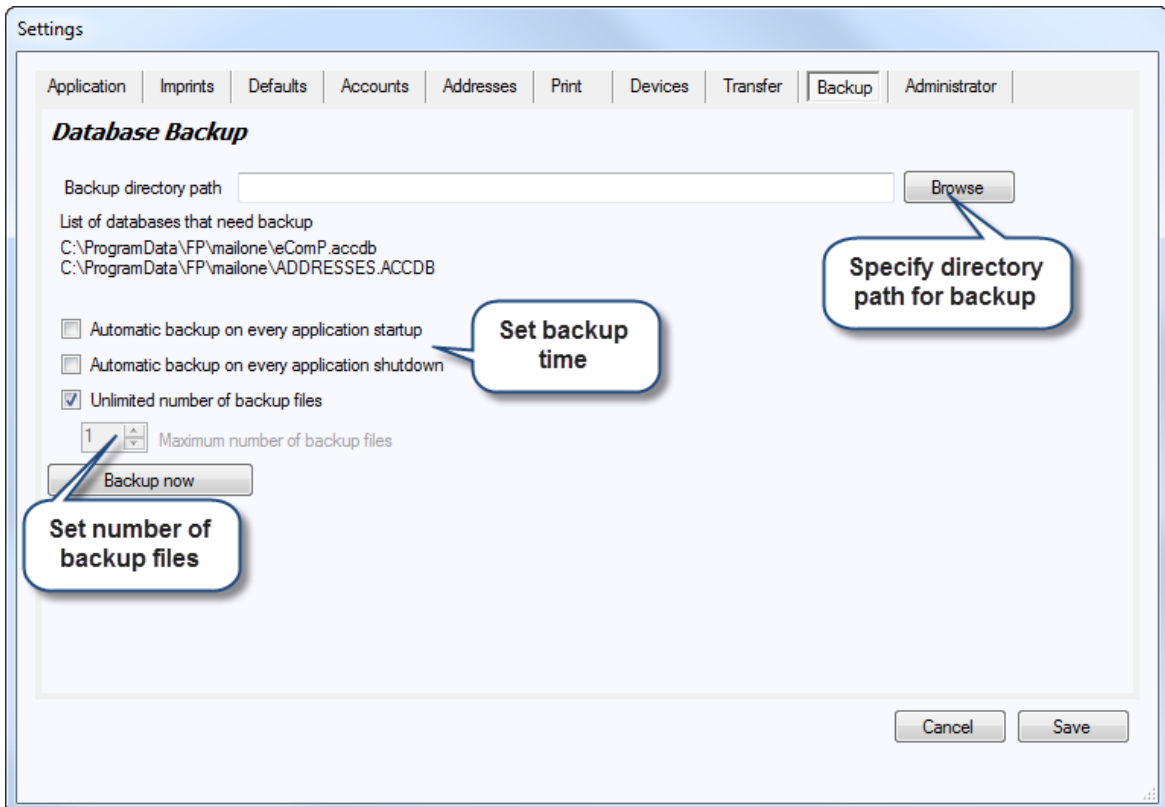 Settings
Application Imprints Defaults Accounts Addresses Print Devices Transfer Backup Administrator
Database Backup
Backup directory path Browse
List of databases that need backup
C:\ProgramData\FP\mailone\eComP.accdb
C:\ProgramData\FP\mailone\ADDRESSES.ACCDB
Specify directory
path for backup
Automatic backup on every application startup
Automatic backup on every application shutdown
Set backup
time
Unlimited number of backup files
1 Maximum number of backup files
Backup now
Set number of
backup files
Cancel Save